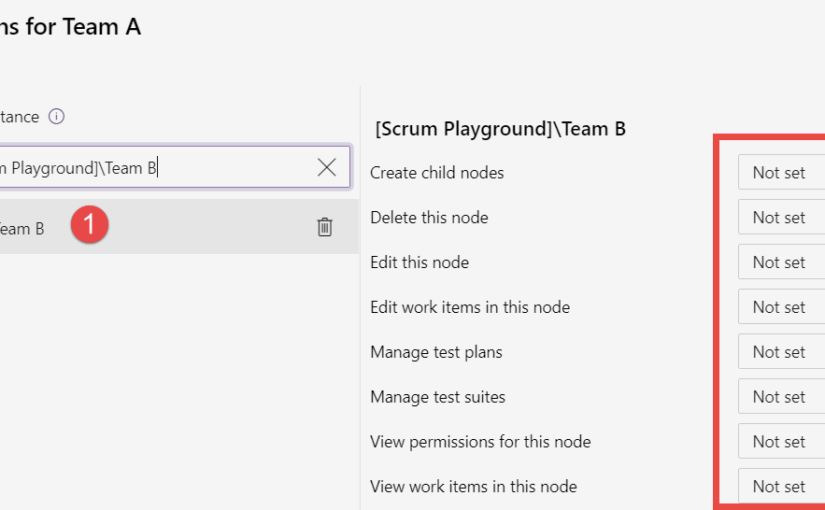 ns for Team A
tance
[Scrum Playground]\Team B
m Playground]\Team B
Create child nodes Not set
Delete this node Not set
Team B 1
Edit this node Not set
Edit work items in this node Not set
Manage test plans Not set
Manage test suites Not set
View permissions for this node Not set
View work items in this node Not set